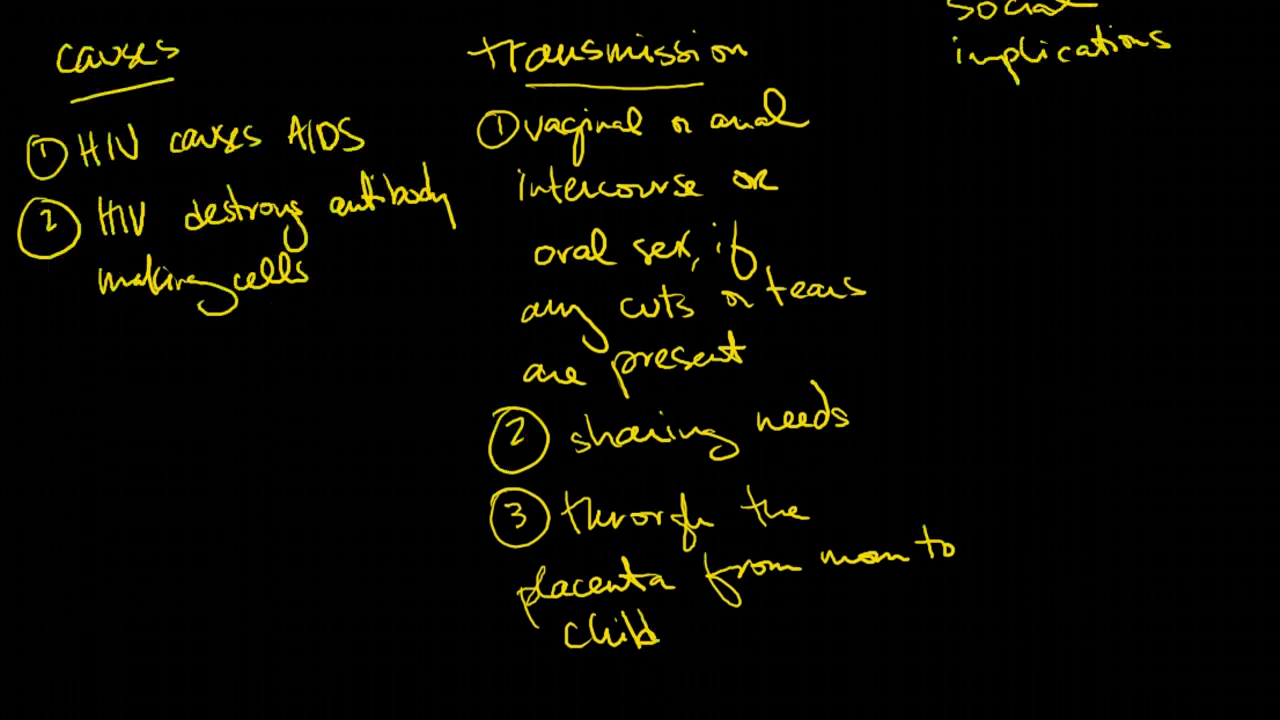 causes
① HIV causes AIDS
② HIV destroys antibody
making cells
transmission
① vaginal or anal
intercourse or
oral sex, if
any cuts or tears
are present
② sharing needs
③ through the
placenta from mom to
child
social
implications